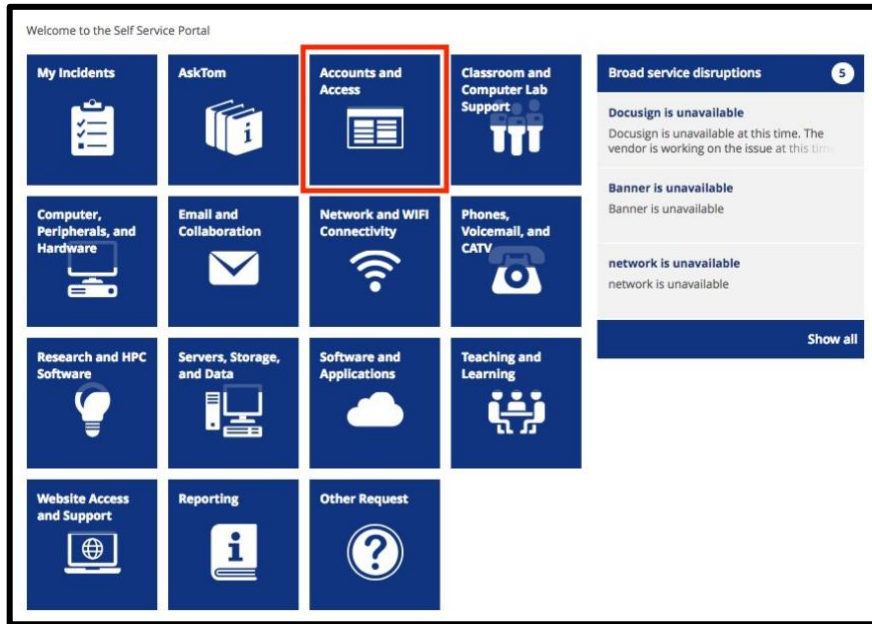 Welcome to the Self Service Portal
My Incidents
AskTom
Accounts and
Access
Classroom and
Computer Lab
Support
Computer,
Peripherals, and
Hardware
Email and
Collaboration
Network and WIFI
Connectivity
Phones,
Voicemail, and
CATV
Research and HPC
Software
Servers, Storage,
and Data
Software and
Applications
Teaching and
Learning
Website Access
and Support
Reporting
Other Request
Broad service disruptions 5
Docusign is unavailable
Docusign is unavailable at this time. The
vendor is working on the issue at this tim
Banner is unavailable
Banner is unavailable
network is unavailable
network is unavailable
Show all